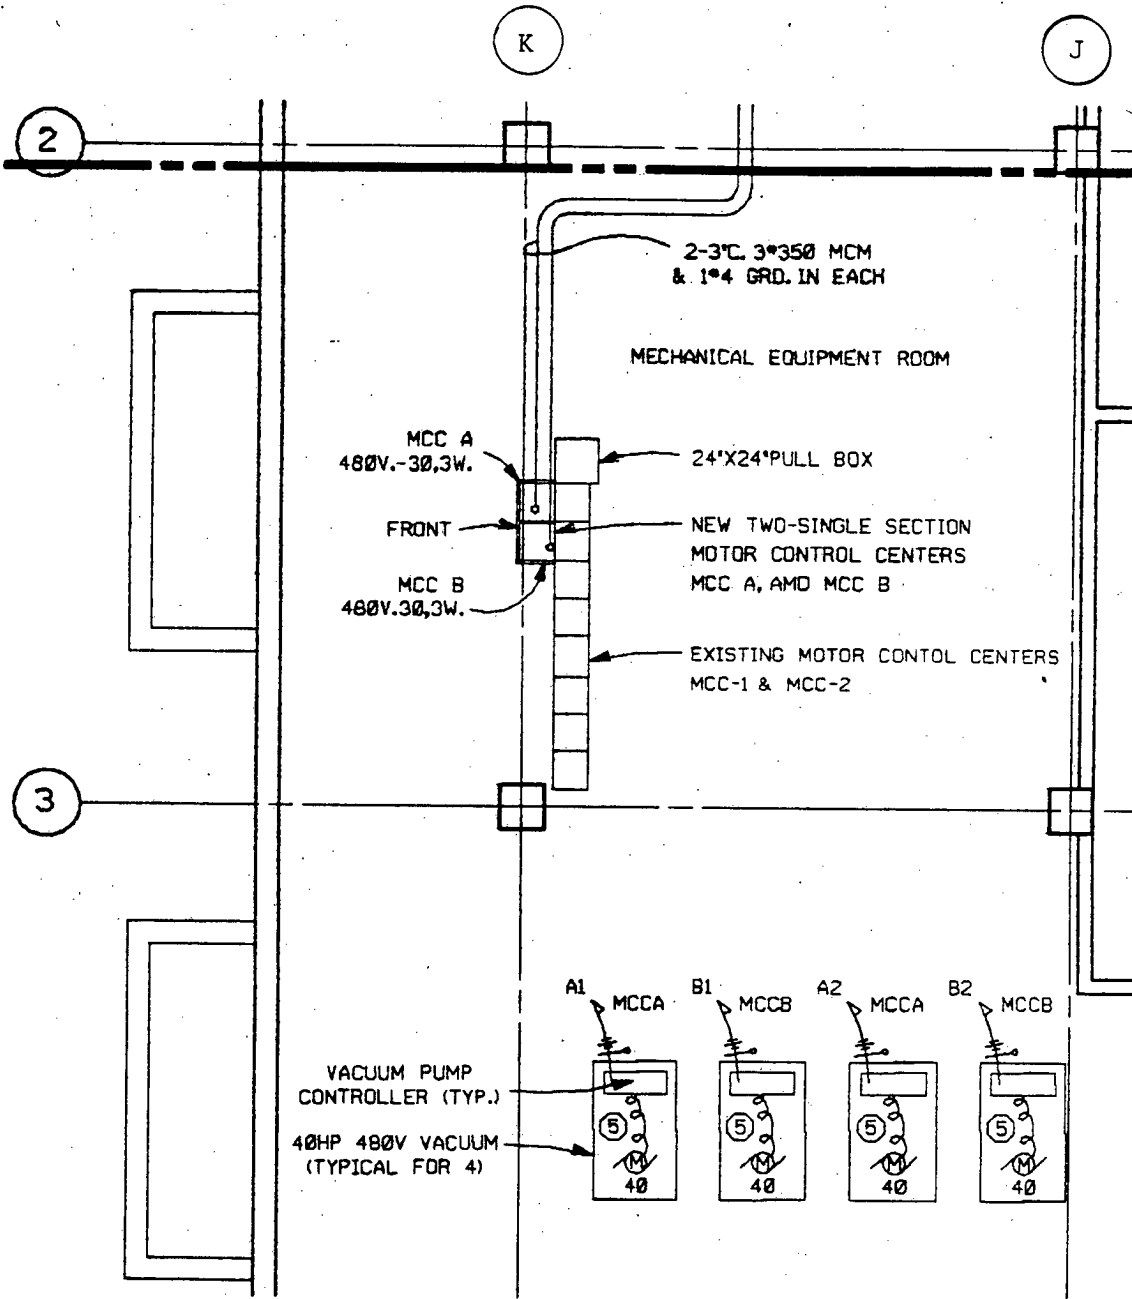 K
J
2
2-3"C. 3#350 MCM
& 1#4 GRD. IN EACH
MECHANICAL EQUIPMENT ROOM
MCC A
480V.-30,3W.
24"X24"PULL BOX
FRONT
NEW TWO-SINGLE SECTION
MOTOR CONTROL CENTERS
MCC A, AMD MCC B
MCC B
480V.30,3W.
EXISTING MOTOR CONTOL CENTERS
MCC-1 & MCC-2
3
A1
MCCA
B1
MCCB
A2
MCCA
B2
MCCB
VACUUM PUMP
CONTROLLER (TYP.)
40HP 480V VACUUM
(TYPICAL FOR 4)
5
5
5
5
M
M
M
M
40
40
40
40